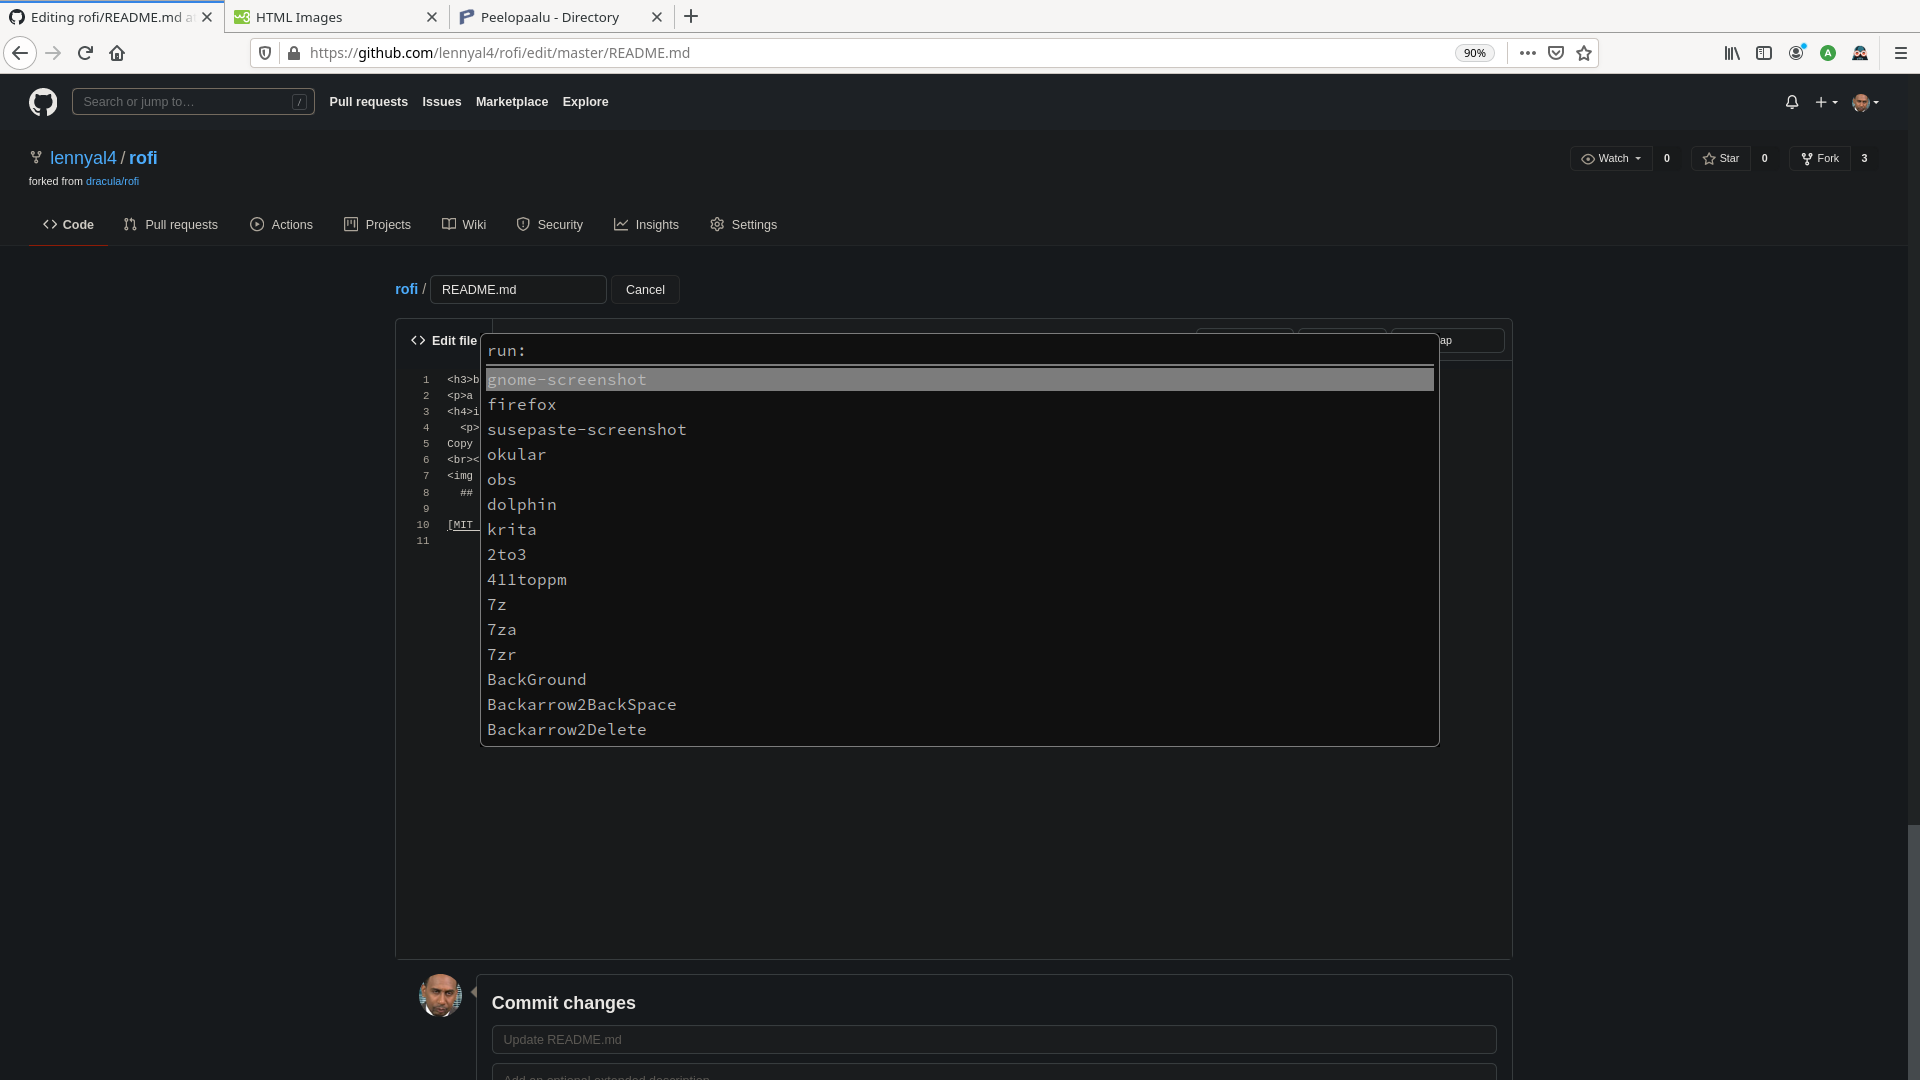 Editing rofi/README.md a
HTML Images
Peelopaalu - Directory
https://github.com/lennyal4/rofi/edit/master/README.md
90%
A
Search or jump to…
/
Pull requests
Issues
Marketplace
Explore
lennyal4 / rofi
Watch 0
Star 0
Fork 3
forked from dracula/rofi
Code
Pull requests
Actions
Projects
Wiki
Security
Insights
Settings
rofi / README.md
Cancel
<> Edit file
ap
1 <h3>b
2 <p>a
3 <h4>i
4 <p>
5 Copy
6 <br><
7 <img
8 ##
9
10 [MIT
11
run:
gnome-screenshot
firefox
susepaste-screenshot
okular
obs
dolphin
krita
2to3
411toppm
7z
7za
7zr
BackGround
Backarrow2BackSpace
Backarrow2Delete
Commit changes
Update README.md
Add an optional extended description…